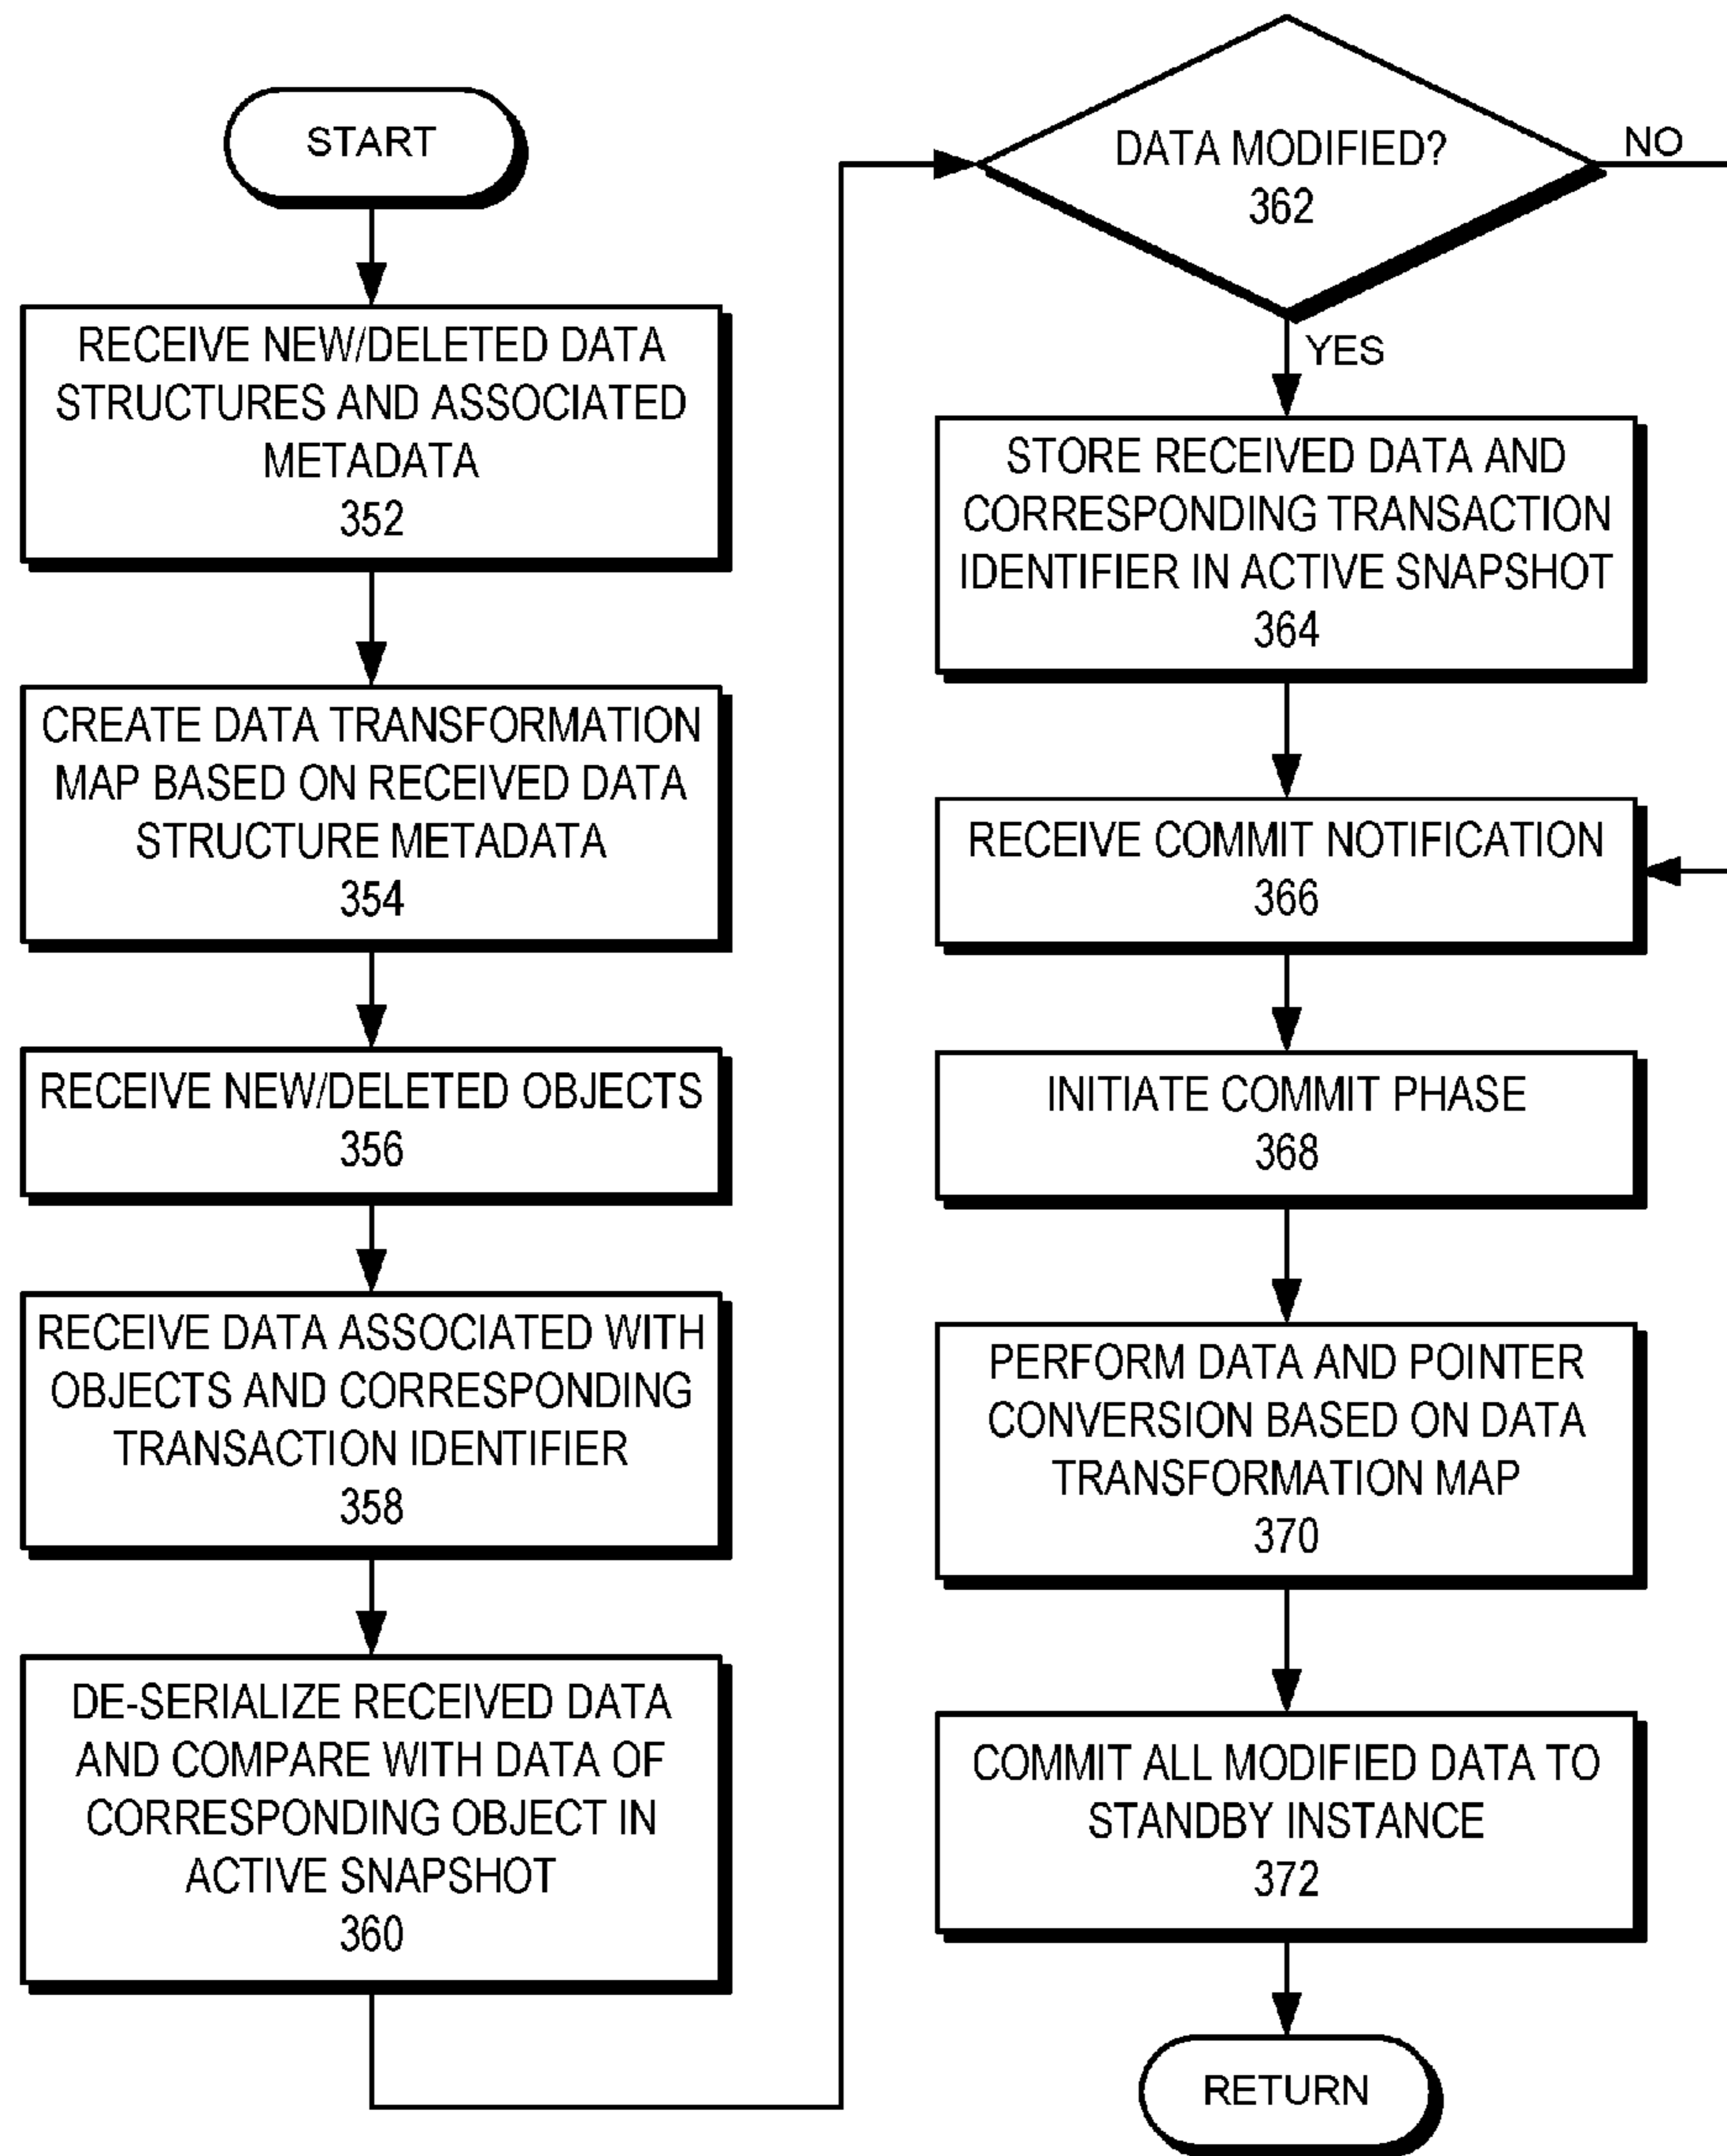 START
RECEIVE NEW/DELETED DATA
STRUCTURES AND ASSOCIATED
METADATA
352
CREATE DATA TRANSFORMATION
MAP BASED ON RECEIVED DATA
STRUCTURE METADATA
354
RECEIVE NEW/DELETED OBJECTS
356
RECEIVE DATA ASSOCIATED WITH
OBJECTS AND CORRESPONDING
TRANSACTION IDENTIFIER
358
DE-SERIALIZE RECEIVED DATA
AND COMPARE WITH DATA OF
CORRESPONDING OBJECT IN
ACTIVE SNAPSHOT
360
DATA MODIFIED?
362
NO
YES
STORE RECEIVED DATA AND
CORRESPONDING TRANSACTION
IDENTIFIER IN ACTIVE SNAPSHOT
364
RECEIVE COMMIT NOTIFICATION
366
INITIATE COMMIT PHASE
368
PERFORM DATA AND POINTER
CONVERSION BASED ON DATA
TRANSFORMATION MAP
370
COMMIT ALL MODIFIED DATA TO
STANDBY INSTANCE
372
RETURN